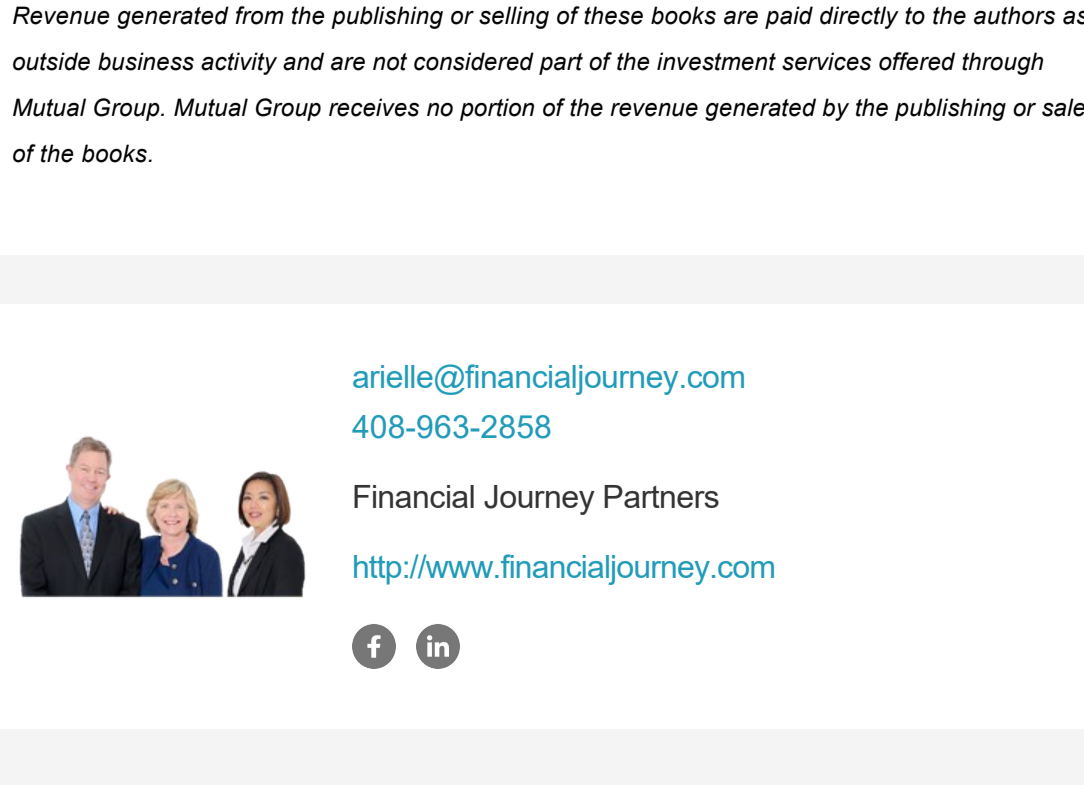 Revenue generated from the publishing or selling of these books are paid directly to the authors as
outside business activity and are not considered part of the investment services offered through
Mutual Group. Mutual Group receives no portion of the revenue generated by the publishing or sale
of the books.
arielle@financialjourney.com
408-963-2858
Financial Journey Partners
http://www.financialjourney.com
f in